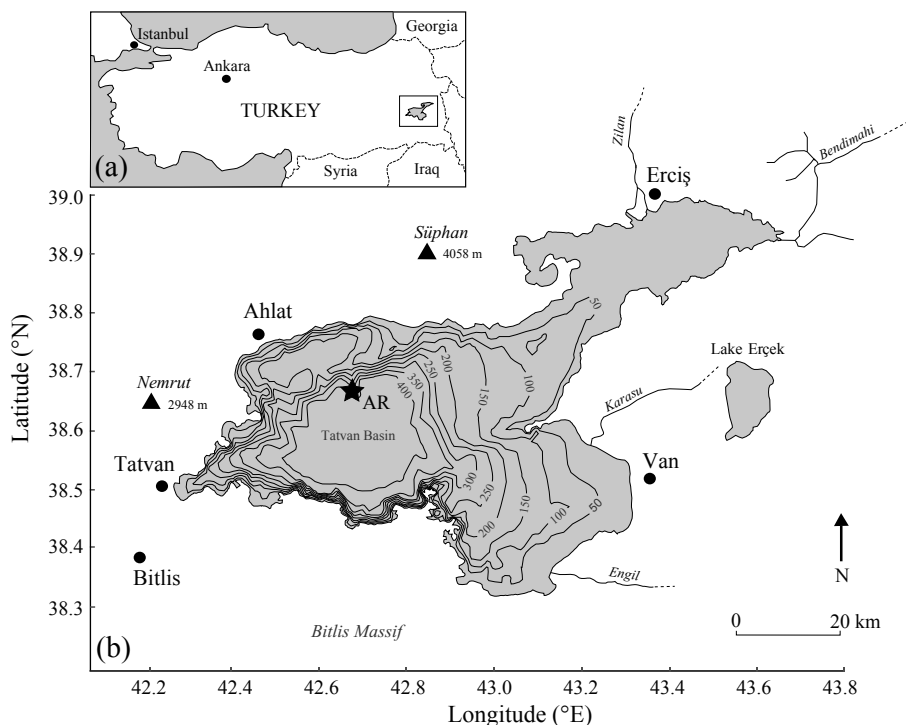 Istanbul
Georgia
Ankara
TURKEY
(a)
Syria
Iraq
Zilan
Bendimahi
Erciş
39.0
Süphan
4058 m
38.9
50
Ahlat
38.8
200
250
350
400
150
100
Lake Erçek
38.7
Nemrut
2948 m
AR
Karasu
Latitude (°N)
38.6
Tatvan Basin
Tatvan
Van
38.5
300
250
200
150
100
50
38.4
Bitlis
Engil
N
38.3
0 20 km
Bitlis Massif
(b)
42.2 42.4 42.6 42.8 43.0 43.35 43.4 43.6 43.8
Longitude (°E)